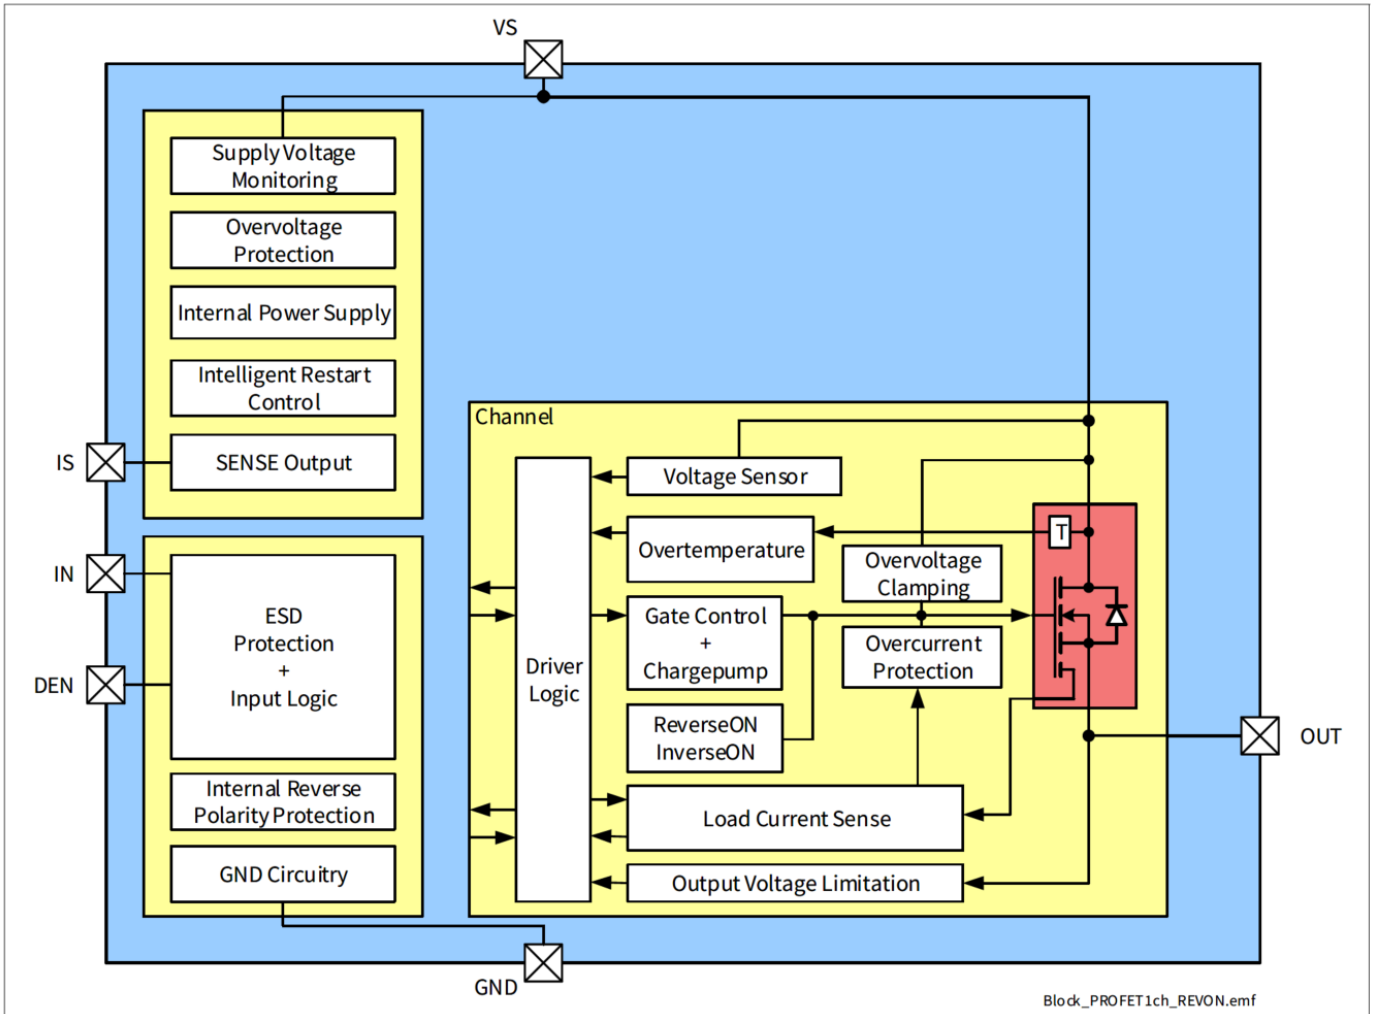 VS
Supply Voltage
Monitoring
Overvoltage
Protection
Internal Power Supply
Intelligent Restart
Control
IS
SENSE Output
IN
DEN
ESD
Protection
+
Input Logic
Internal Reverse
Polarity Protection
GND Circuitry
GND
Channel
Driver
Logic
Voltage Sensor
Overtemperature
T
Overvoltage
Clamping
Gate Control
+
Chargepump
Overcurrent
Protection
ReverseON
InverseON
Load Current Sense
Output Voltage Limitation
OUT
Block_PROFET1ch_REVON.emf